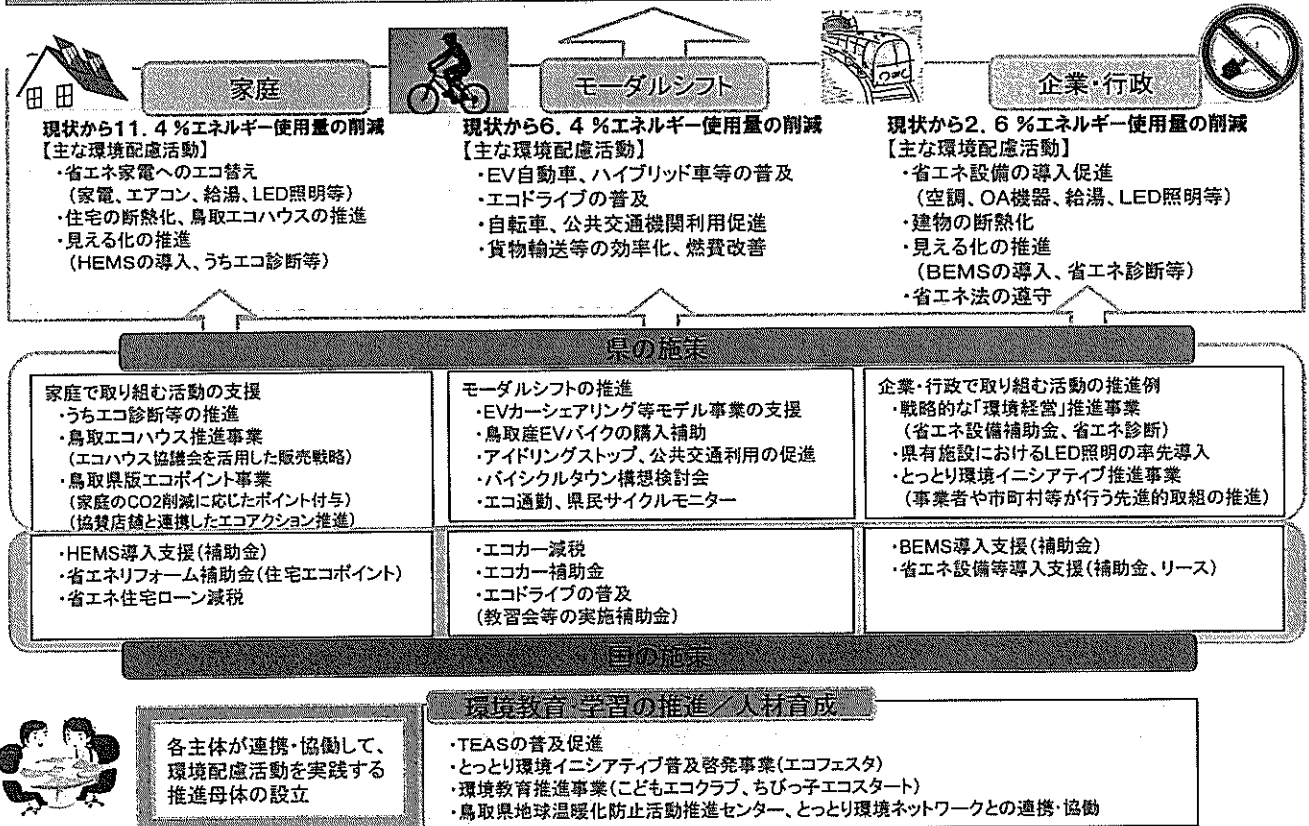 家庭
モーダルシフト
企業・行政
現状から11.4%エネルギー使用量の削減
【主な環境配慮活動】
・省エネ家電へのエコ替え
(家電、エアコン、給湯、LED照明等)
・住宅の断熱化、鳥取エコハウスの推進
・見える化の推進
(HEMSの導入、うちエコ診断等)
現状から6.4%エネルギー使用量の削減
【主な環境配慮活動】
・EV自動車、ハイブリッド車等の普及
・エコドライブの普及
・自転車、公共交通機関利用促進
・貨物輸送等の効率化、燃費改善
現状から2.6%エネルギー使用量の削減
【主な環境配慮活動】
・省エネ設備の導入促進
(空調、OA機器、給湯、LED照明等)
・建物の断熱化
・見える化の推進
(BEMSの導入、省エネ診断等)
・省エネ法の遵守
県の施策
家庭で取り組む活動の支援
・うちエコ診断等の推進
・鳥取エコハウス推進事業
(エコハウス協議会を活用した販売戦略)
・鳥取県版エコポイント事業
(家庭のCO2削減に応じたポイント付与)
(協賛店舗と連携したエコアクション推進)
モーダルシフトの推進
・EVカーシェアリング等モデル事業の支援
・鳥取産EVバイクの購入補助
・アイドリングストップ、公共交通利用の促進
・バイシクルタウン構想検討会
・エコ通勤、県民サイクルモニター
企業・行政で取り組む活動の推進例
・戦略的な「環境経営」推進事業
(省エネ設備補助金、省エネ診断)
・県有施設におけるLED照明の率先導入
・とっとり環境イニシアティブ推進事業
(事業者や市町村等が行う先進的取組の推進)
・HEMS導入支援(補助金)
・省エネリフォーム補助金(住宅エコポイント)
・省エネ住宅ローン減税
・エコカー減税
・エコカー補助金
・エコドライブの普及
(教習会等の実施補助金)
・BEMS導入支援(補助金)
・省エネ設備等導入支援(補助金、リース)
国の施策
環境教育・学習の推進/人材育成
各主体が連携・協働して、
環境配慮活動を実践する
推進母体の設立
・TEASの普及促進
・とっとり環境イニシアティブ普及啓発事業(エコフェスタ)
・環境教育推進事業(こどもエコクラブ、ちびっ子エコスタート)
・鳥取県地球温暖化防止活動推進センター、とっとり環境ネットワークとの連携・協働